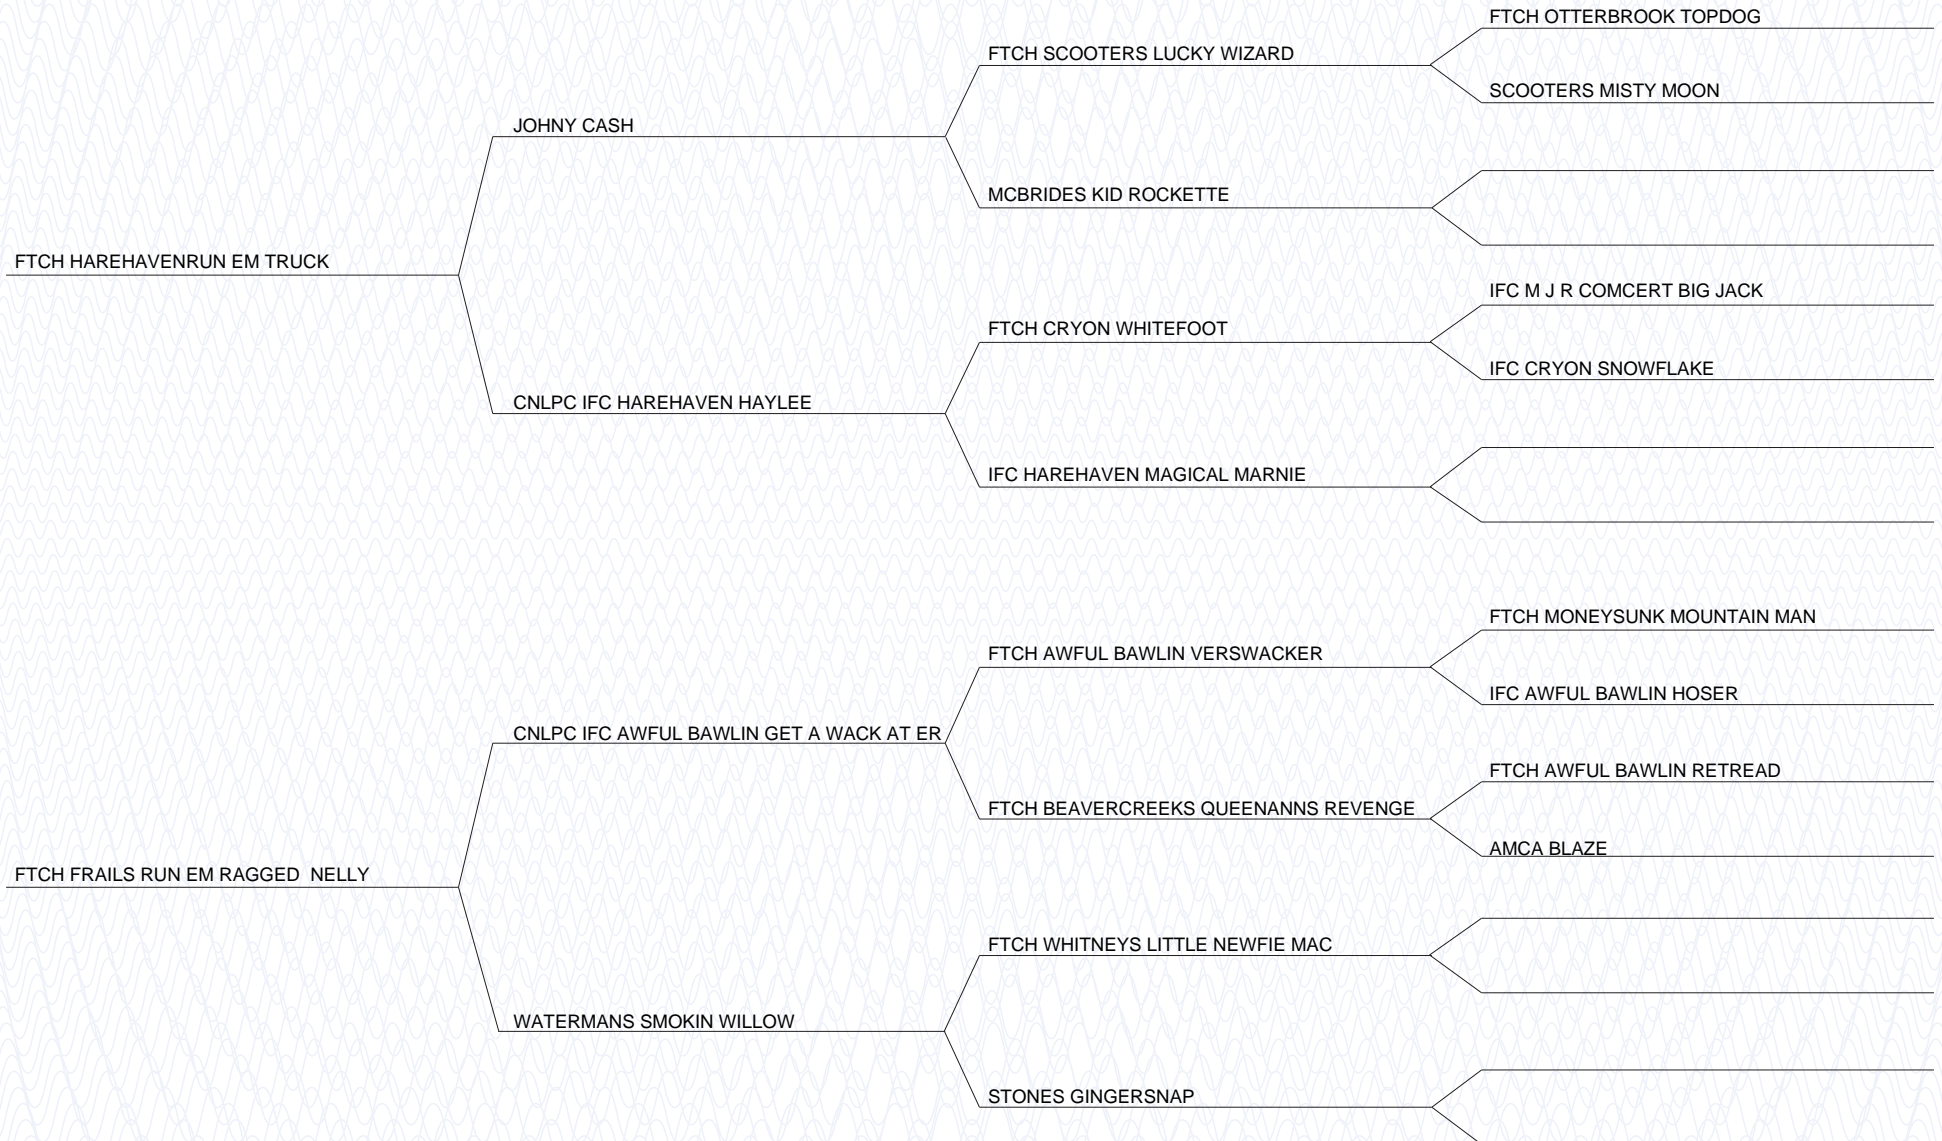 FTCH OTTERBROOK TOPDOG
FTCH SCOOTERS LUCKY WIZARD
SCOOTERS MISTY MOON
JOHNY CASH
MCBRIDES KID ROCKETTE
FTCH HAREHAVENRUN EM TRUCK
IFC M J R COMCERT BIG JACK
FTCH CRYON WHITEFOOT
IFC CRYON SNOWFLAKE
CNLPC IFC HAREHAVEN HAYLEE
IFC HAREHAVEN MAGICAL MARNIE
FTCH MONEYSUNK MOUNTAIN MAN
FTCH AWFUL BAWLIN VERSWACKER
IFC AWFUL BAWLIN HOSER
CNLPC IFC AWFUL BAWLIN GET A WACK AT ER
FTCH AWFUL BAWLIN RETREAD
FTCH BEAVERCREEKS QUEENANNS REVENGE
AMCA BLAZE
FTCH FRAILS RUN EM RAGGED  NELLY
FTCH WHITNEYS LITTLE NEWFIE MAC
WATERMANS SMOKIN WILLOW
STONES GINGERSNAP